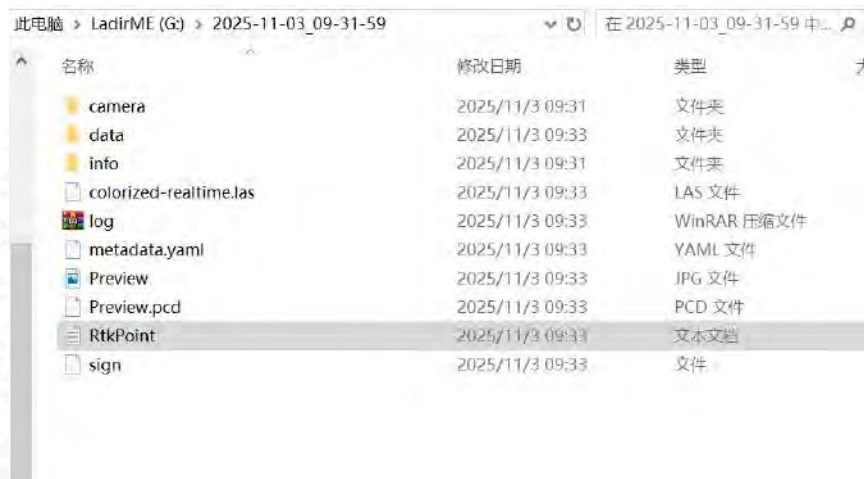 此电脑 > LadirME (G:) > 2025-11-03_09-31-59 在 2025-11-03_09-31-59 中...
名称 修改日期 类型
camera 2025/11/3 09:31 文件夹
data 2025/11/3 09:33 文件夹
info 2025/11/3 09:31 文件夹
colorized-realtime.las 2025/11/3 09:33 LAS 文件
log 2025/11/3 09:33 WinRAR 压缩文件
metadata.yaml 2025/11/3 09:33 YAML 文件
Preview 2025/11/3 09:33 JPG 文件
Preview.pcd 2025/11/3 09:33 PCD 文件
RtkPoint 2025/11/3 09:33 文本文档
sign 2025/11/3 09:33 文件